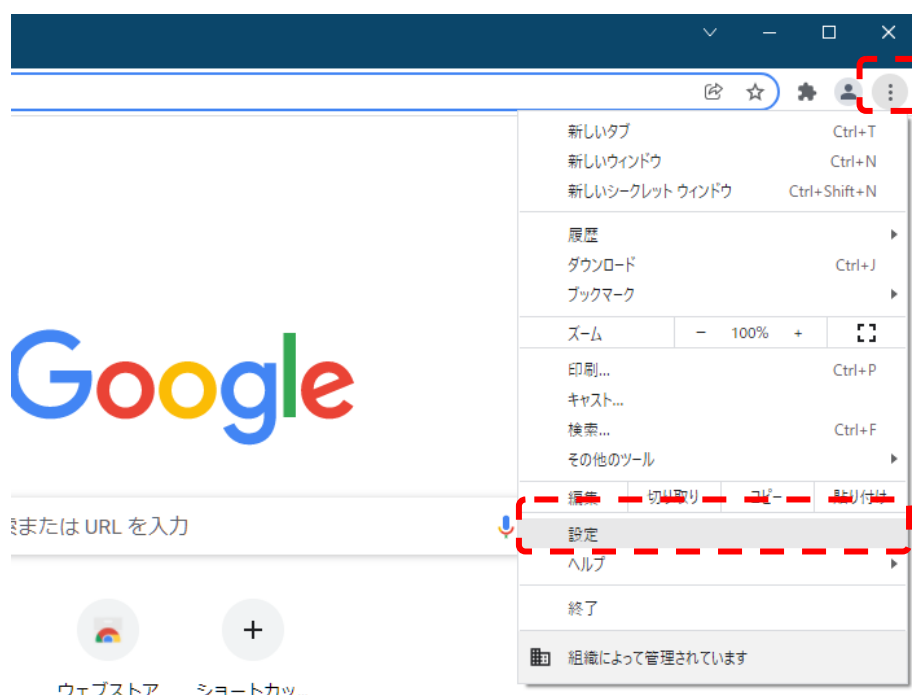 新しいタブ Ctrl+T
新しいウィンドウ Ctrl+N
新しいシークレット ウィンドウ Ctrl+Shift+N
履歴
ダウンロード Ctrl+J
ブックマーク
ズーム - 100% +
印刷... Ctrl+P
キャスト...
検索... Ctrl+F
その他のツール
編集 切り取り コピー 貼り付け
設定
ヘルプ
終了
組織によって管理されています
Google
索または URL を入力
ウェブストア ショートカッ...